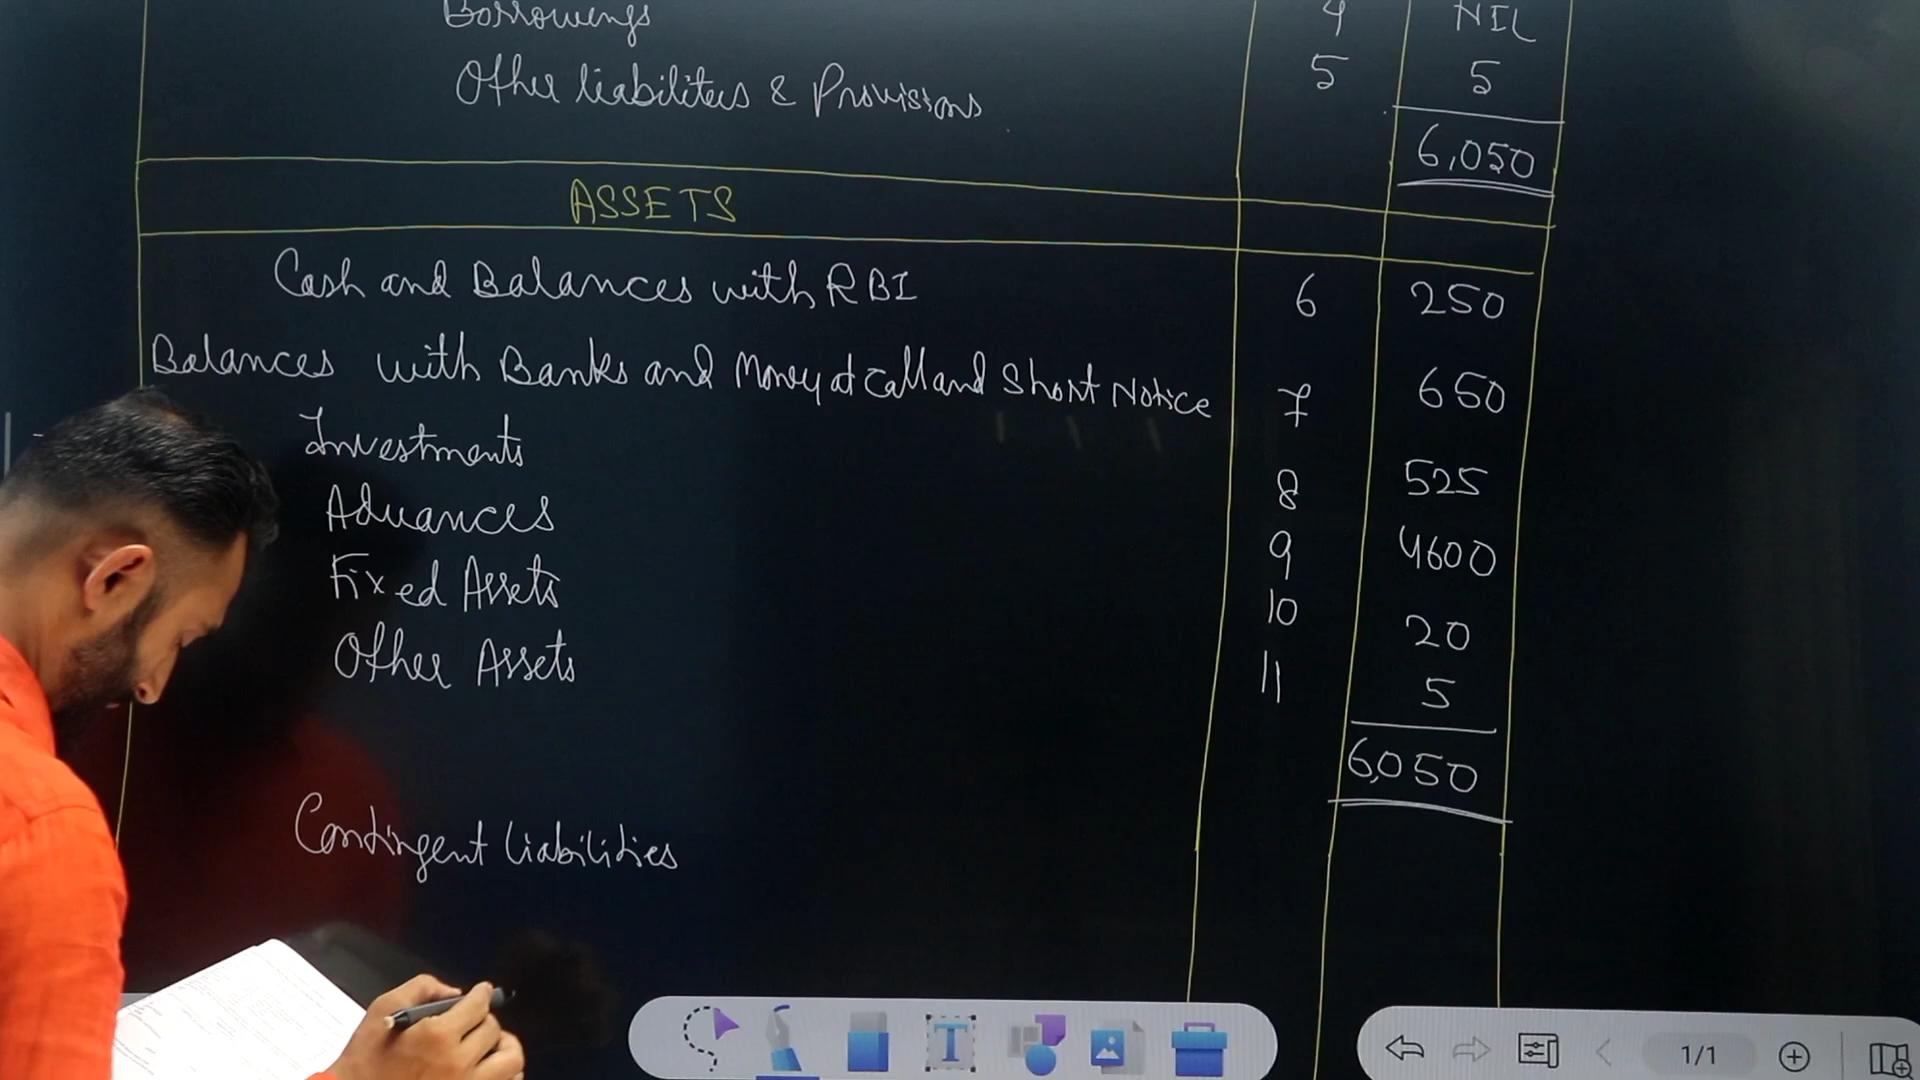 Borrowings 4 NIL
Other liabilities & Provisions 5 5
6,050
ASSETS
Cash and Balances with RBI 6 250
Balances with Banks and Money at Call and Short Notice 7 650
Investments 8 525
Advances 9 4600
Fixed Assets 10 20
Other Assets 11 5
6,050
Contingent liabilities
T
1/1